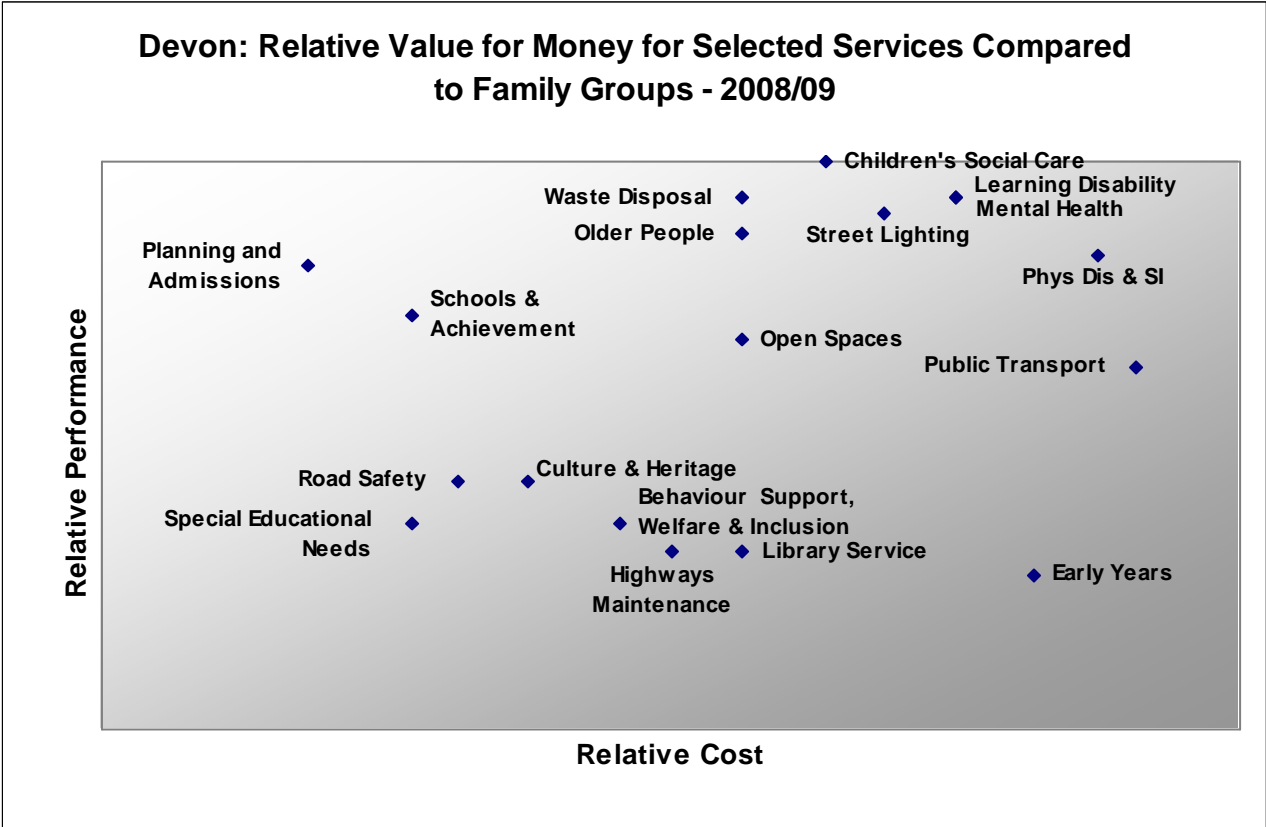 Devon: Relative Value for Money for Selected Services Compared
to Family Groups - 2008/09
Children's Social Care
Waste Disposal
Learning Disability
Mental Health
Older People
Street Lighting
Planning and
Admissions
Phys Dis & SI
Schools &
Achievement
Open Spaces
Public Transport
Relative Performance
Road Safety
Culture & Heritage
Behaviour Support,
Welfare & Inclusion
Special Educational
Needs
Library Service
Highways
Maintenance
Early Years
Relative Cost